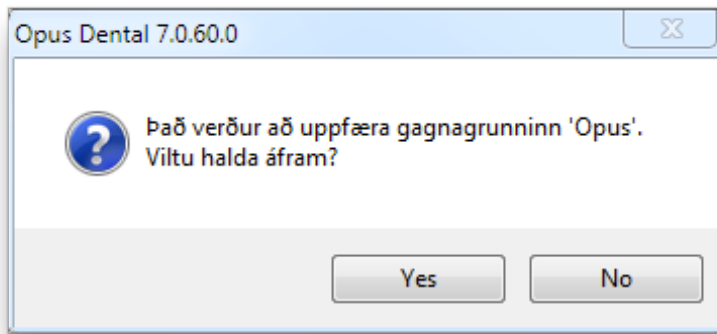 Opus Dental 7.0.60.0
Það verður að uppfæra gagnagrunninn 'Opus'.
Viltu halda áfram?
Yes
No